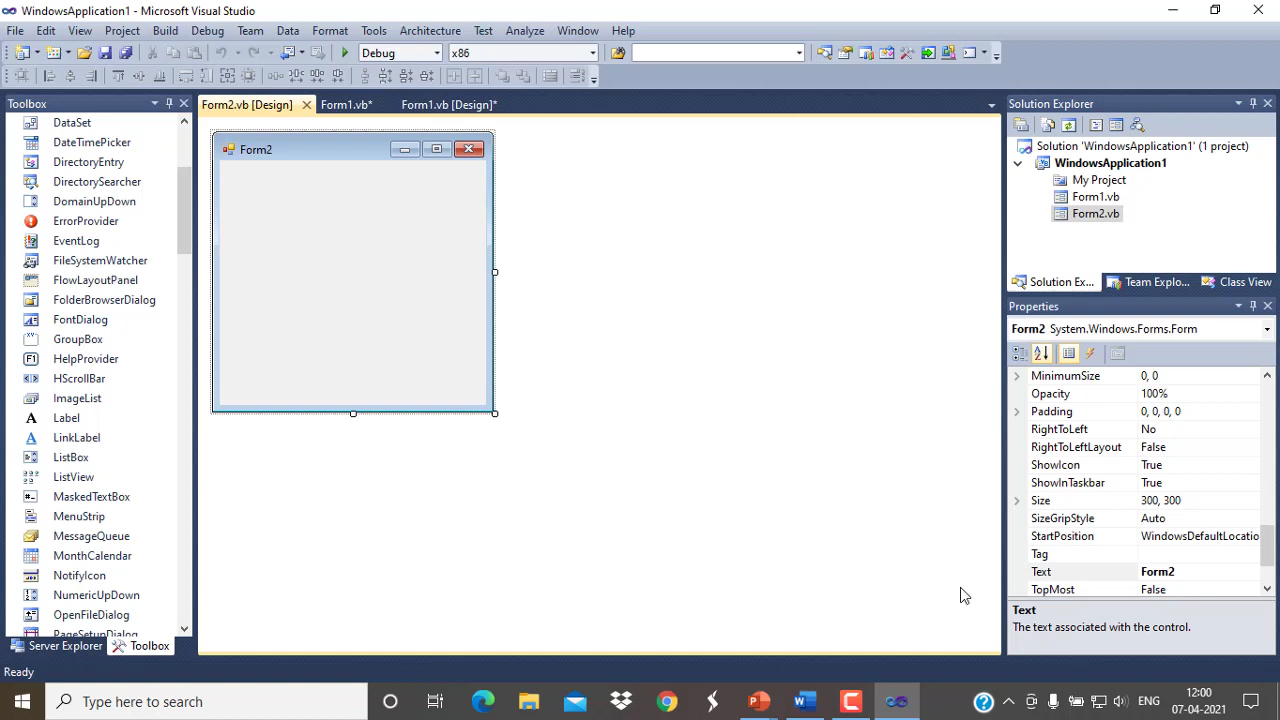 WindowsApplication1 - Microsoft Visual Studio
File Edit View Project Build Debug Team Data Format Tools Architecture Test Analyze Window Help
Debug x86
Toolbox
DataSet
DateTimePicker
DirectoryEntry
DirectorySearcher
DomainUpDown
ErrorProvider
EventLog
FileSystemWatcher
FlowLayoutPanel
FolderBrowserDialog
FontDialog
GroupBox
HelpProvider
HScrollBar
ImageList
Label
LinkLabel
ListBox
ListView
MaskedTextBox
MenuStrip
MessageQueue
MonthCalendar
NotifyIcon
NumericUpDown
OpenFileDialog
PageSetupDialog
Server Explorer Toolbox
Form2.vb [Design] Form1.vb* Form1.vb [Design]*
Form2
Solution Explorer
Solution 'WindowsApplication1' (1 project)
WindowsApplication1
My Project
Form1.vb
Form2.vb
Solution Ex... Team Explo... Class View
Properties
Form2 System.Windows.Forms.Form
MinimumSize 0, 0
Opacity 100%
Padding 0, 0, 0, 0
RightToLeft No
RightToLeftLayout False
ShowIcon True
ShowInTaskbar True
Size 300, 300
SizeGripStyle Auto
StartPosition WindowsDefaultLocatio
Tag
Text Form2
TopMost False
Text
The text associated with the control.
Ready
Type here to search
ENG
12:00
07-04-2021